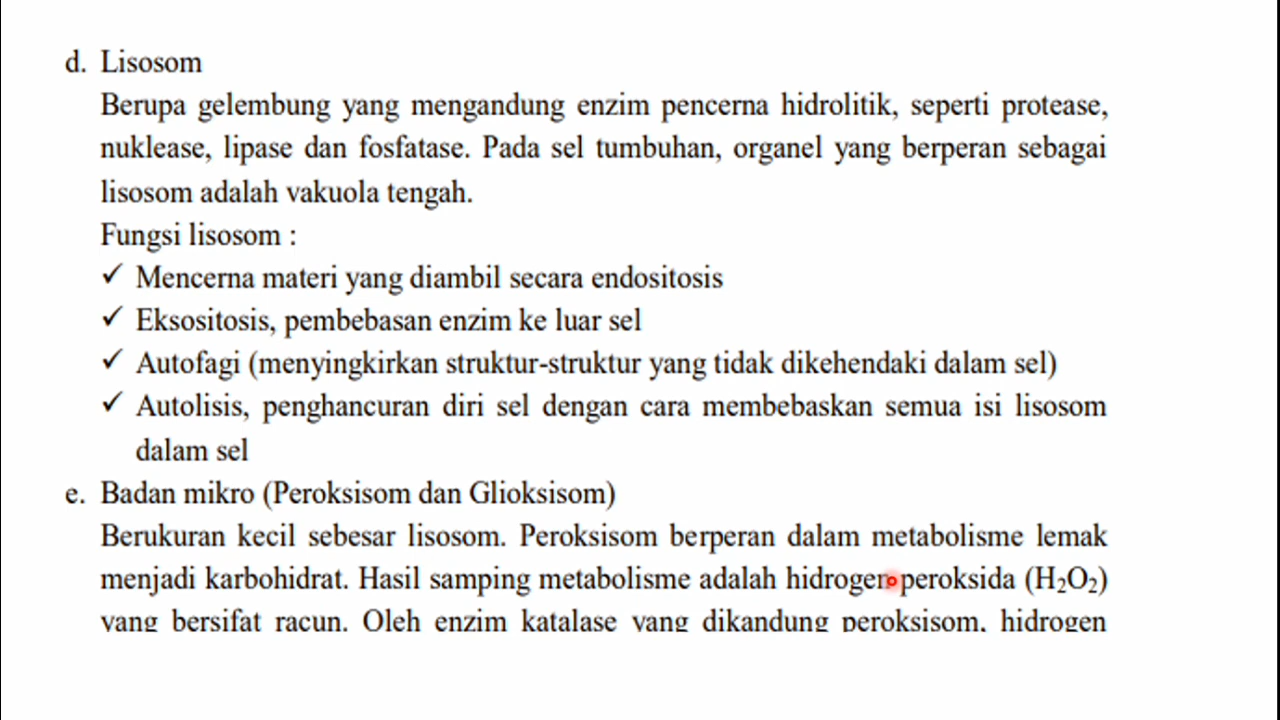 d. Lisosom
Berupa gelembung yang mengandung enzim pencerna hidrolitik, seperti protease,
nuklease, lipase dan fosfatase. Pada sel tumbuhan, organel yang berperan sebagai
lisosom adalah vakuola tengah.
Fungsi lisosom :
✓ Mencerna materi yang diambil secara endositosis
✓ Eksositosis, pembebasan enzim ke luar sel
✓ Autofagi (menyingkirkan struktur-struktur yang tidak dikehendaki dalam sel)
✓ Autolisis, penghancuran diri sel dengan cara membebaskan semua isi lisosom
dalam sel
e. Badan mikro (Peroksisom dan Glioksisom)
Berukuran kecil sebesar lisosom. Peroksisom berperan dalam metabolisme lemak
menjadi karbohidrat. Hasil samping metabolisme adalah hidrogen peroksida (H₂O₂)
yang bersifat racun. Oleh enzim katalase yang dikandung peroksisom, hidrogen